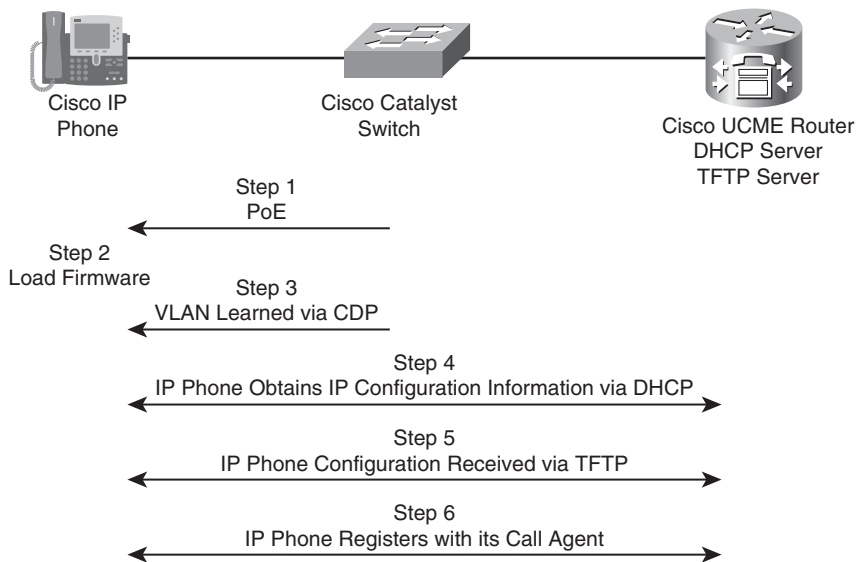 Cisco IP
Phone
Cisco Catalyst
Switch
Cisco UCME Router
DHCP Server
TFTP Server
Step 1
PoE
Step 2
Load Firmware
Step 3
VLAN Learned via CDP
Step 4
IP Phone Obtains IP Configuration Information via DHCP
Step 5
IP Phone Configuration Received via TFTP
Step 6
IP Phone Registers with its Call Agent